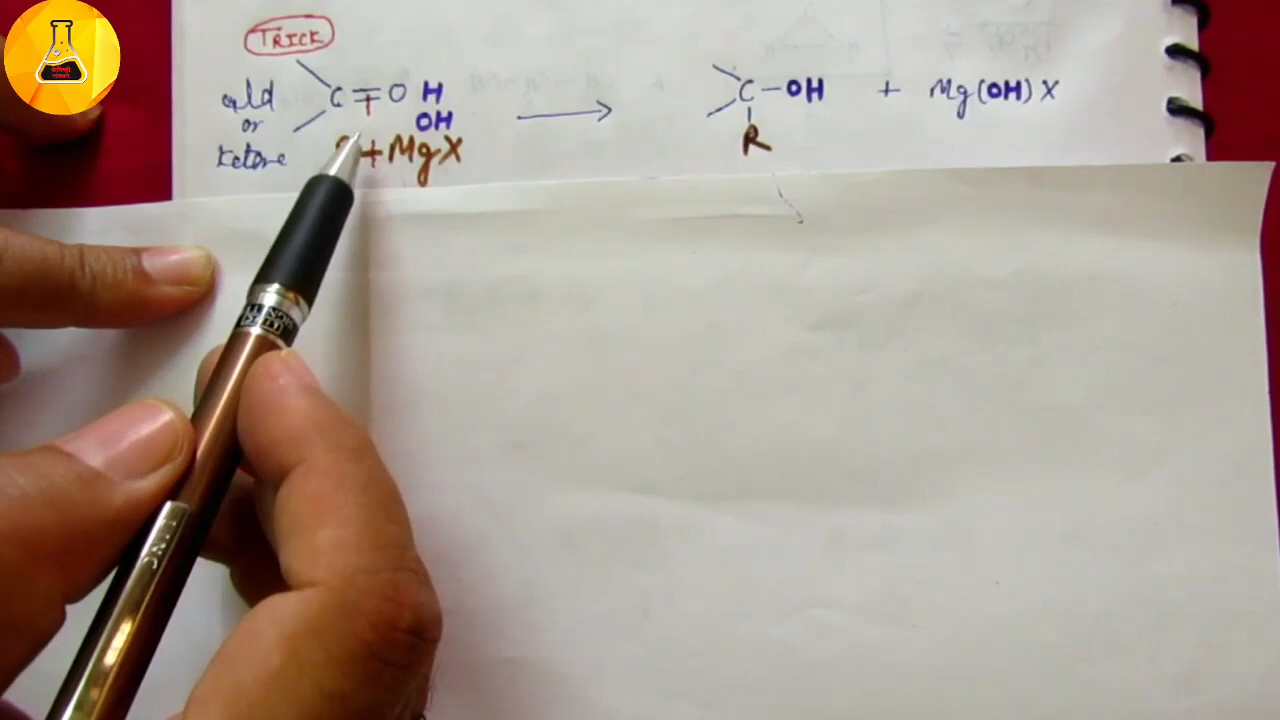 TRICK
ald C = O H C - OH + Mg(OH) X
or OH
Ketone + MgX R